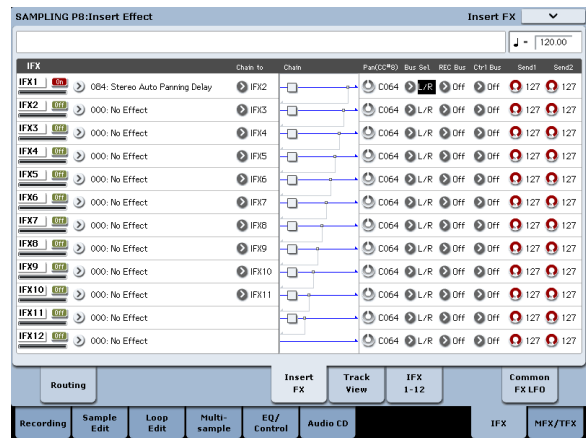 SAMPLING P8:Insert Effect Insert FX
♩ = 120.00
IFX Chain to Chain Pan(CC#8) Bus Sel. REC Bus Ctrl Bus Send1 Send2
IFX1 On 084: Stereo Auto Panning Delay IFX2 C064 L/R Off Off 127 127
IFX2 Off 000: No Effect IFX3 C064 L/R Off Off 127 127
IFX3 Off 000: No Effect IFX4 C064 L/R Off Off 127 127
IFX4 Off 000: No Effect IFX5 C064 L/R Off Off 127 127
IFX5 Off 000: No Effect IFX6 C064 L/R Off Off 127 127
IFX6 Off 000: No Effect IFX7 C064 L/R Off Off 127 127
IFX7 Off 000: No Effect IFX8 C064 L/R Off Off 127 127
IFX8 Off 000: No Effect IFX9 C064 L/R Off Off 127 127
IFX9 Off 000: No Effect IFX10 C064 L/R Off Off 127 127
IFX10 Off 000: No Effect IFX11 C064 L/R Off Off 127 127
IFX11 Off 000: No Effect C064 L/R Off Off 127 127
IFX12 Off 000: No Effect C064 L/R Off Off 127 127
Routing Insert FX Track View IFX 1-12 Common FX LFO
Recording Sample Edit Loop Edit Multi-sample EQ/Control Audio CD IFX MFX/TFX